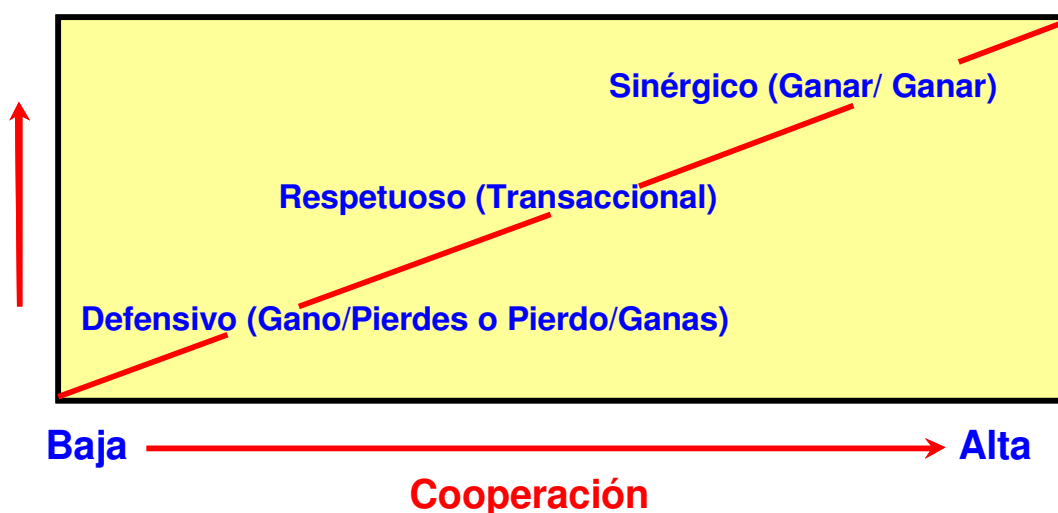 Sinérgico (Ganar/ Ganar)
Respetuoso (Transaccional)
Defensivo (Gano/Pierdes o Pierdo/Ganas)
Baja
Alta
Cooperación